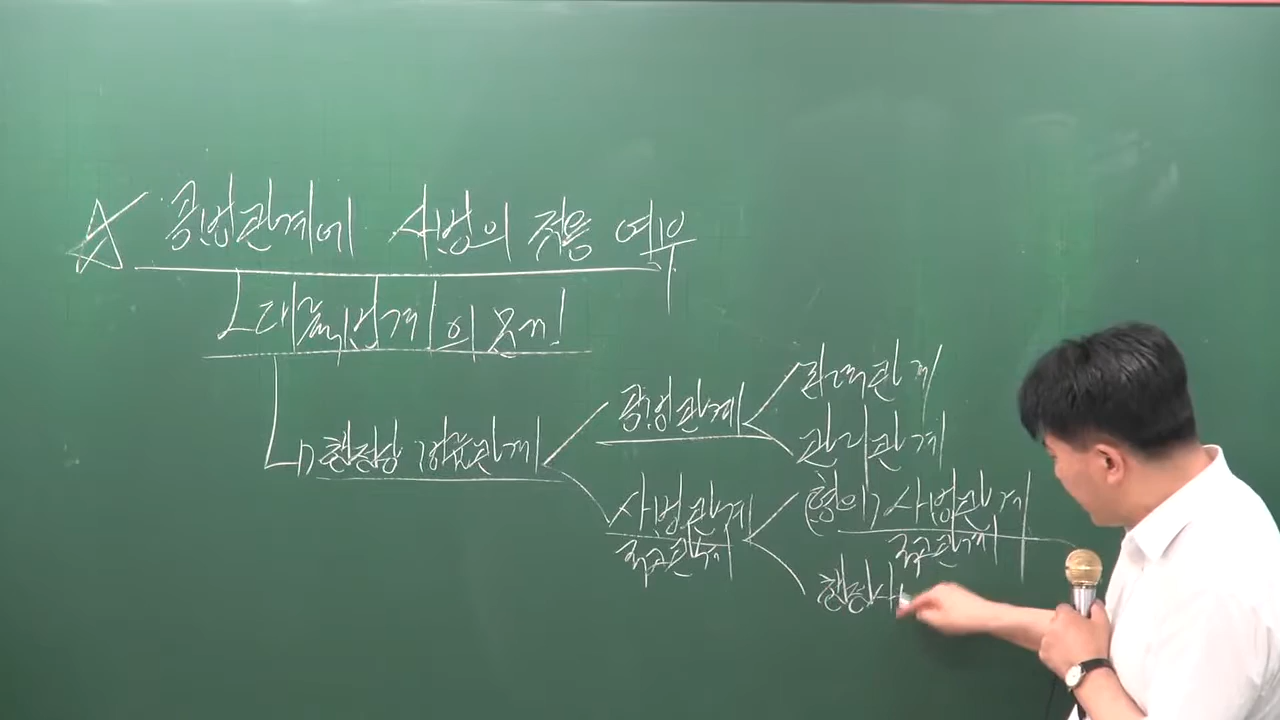 ☆ 공법관계에 사법의 적용 여부
대등법관계의 문제
1) 행정상 법률관계
공법관계
권력관계
관리관계
사법관계
국고관계
(협의) 사법관계
국고관계
행정사